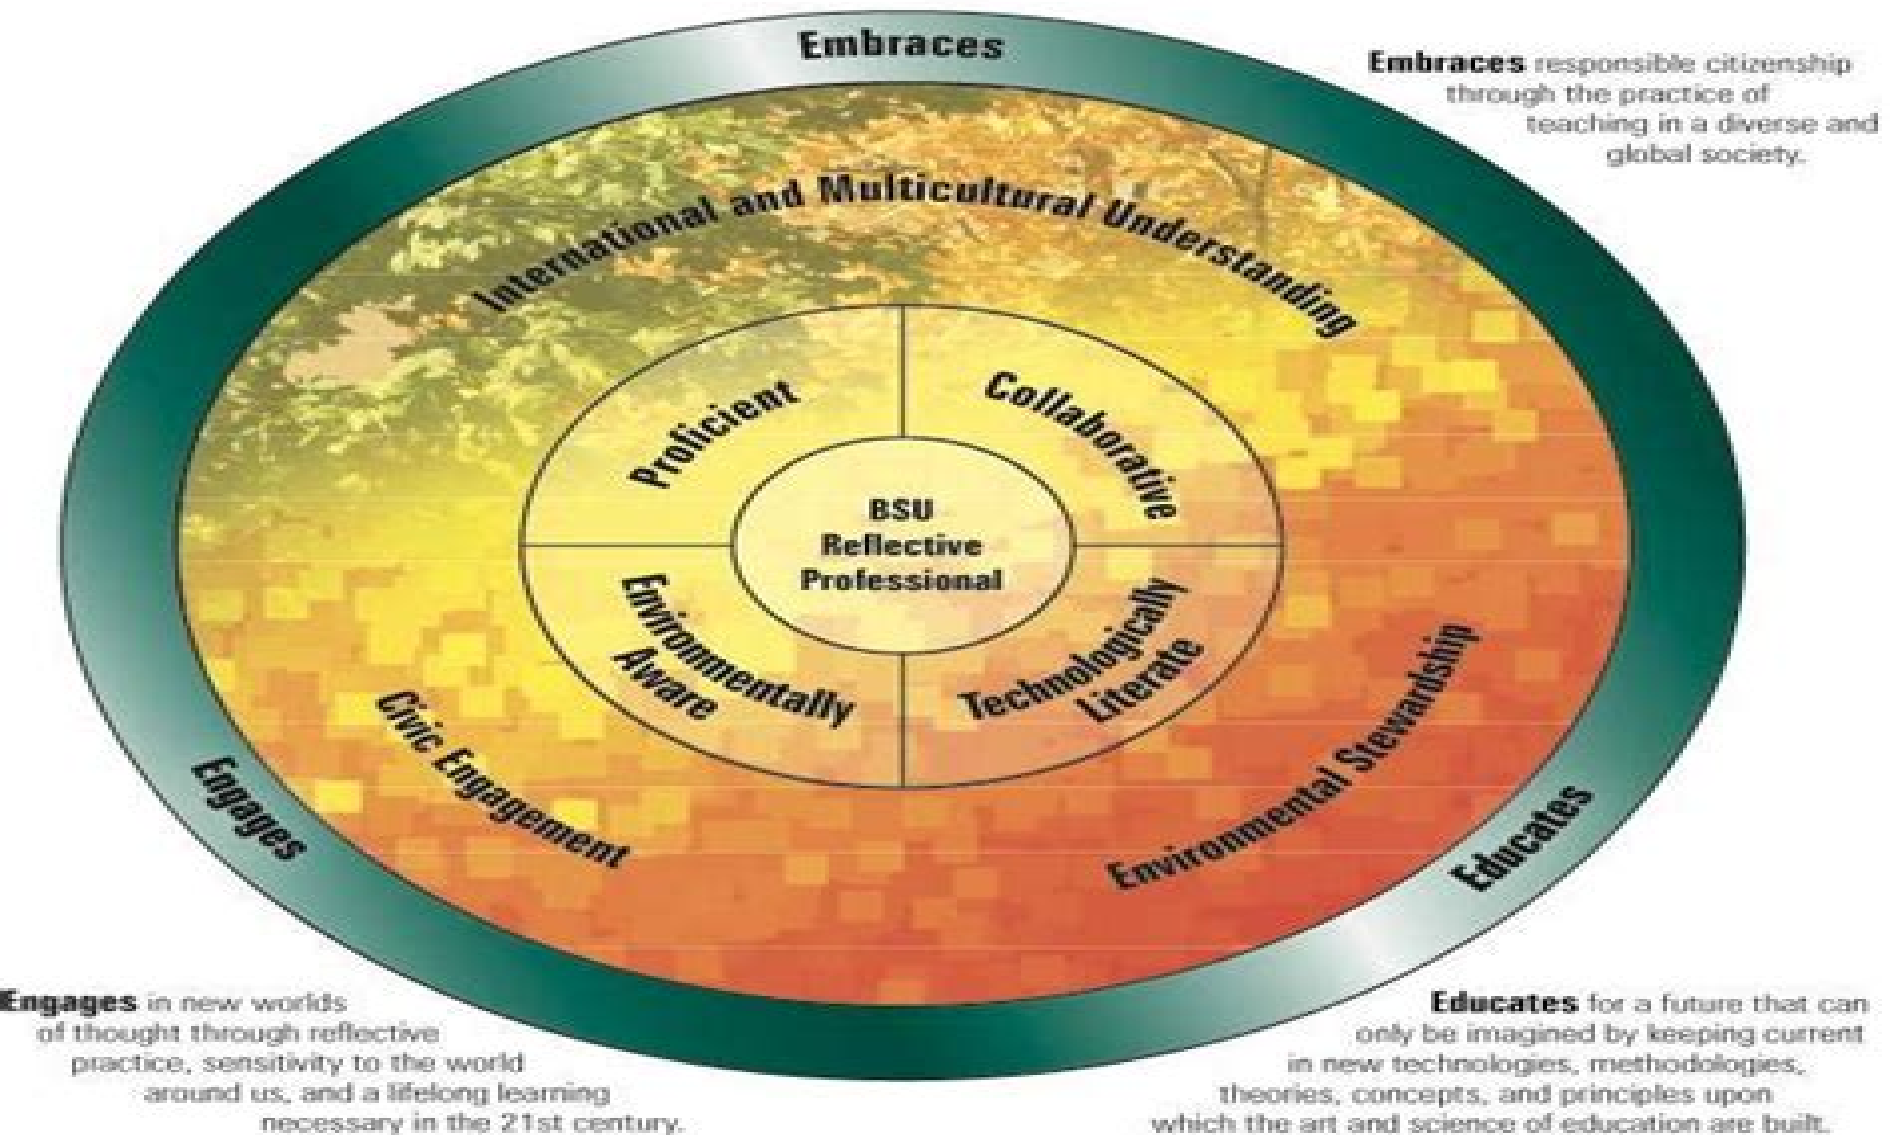 Embraces
Embraces responsible citizenship
through the practice of
teaching in a diverse and
global society.
International and Multicultural Understanding
Proficient
Collaborative
BSU
Reflective
Professional
Environmentally
Aware
Technologically
Literate
Civic Engagement
Environmental Stewardship
Engages
Educates
Engages in new worlds
of thought through reflective
practice, sensitivity to the world
around us, and a lifelong learning
necessary in the 21st century.
Educates for a future that can
only be imagined by keeping current
in new technologies, methodologies,
theories, concepts, and principles upon
which the art and science of education are built.